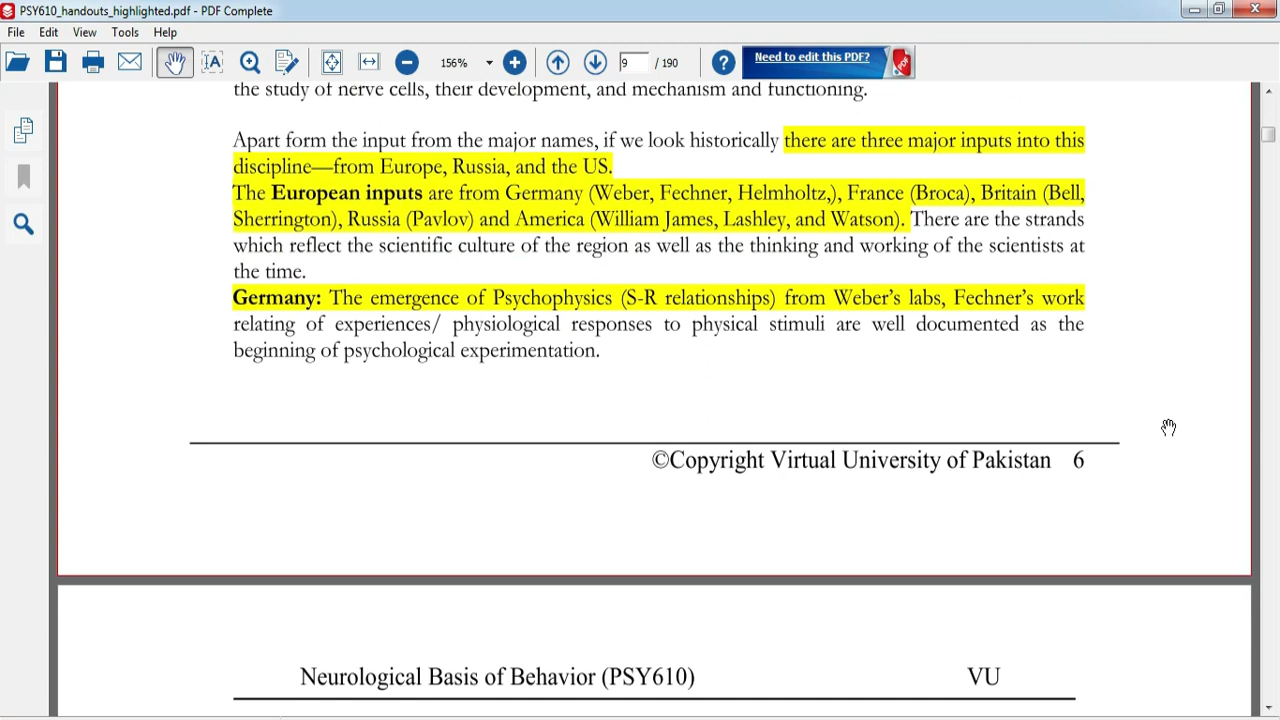 PSY610_handouts_highlighted.pdf - PDF Complete
File Edit View Tools Help
156% 9 / 190 Need to edit this PDF?
the study of nerve cells, their development, and mechanism and functioning.
Apart form the input from the major names, if we look historically there are three major inputs into this
discipline—from Europe, Russia, and the US.
The European inputs are from Germany (Weber, Fechner, Helmholtz,), France (Broca), Britain (Bell,
Sherrington), Russia (Pavlov) and America (William James, Lashley, and Watson). There are the strands
which reflect the scientific culture of the region as well as the thinking and working of the scientists at
the time.
Germany: The emergence of Psychophysics (S-R relationships) from Weber's labs, Fechner's work
relating of experiences/ physiological responses to physical stimuli are well documented as the
beginning of psychological experimentation.
©Copyright Virtual University of Pakistan 6
Neurological Basis of Behavior (PSY610) VU